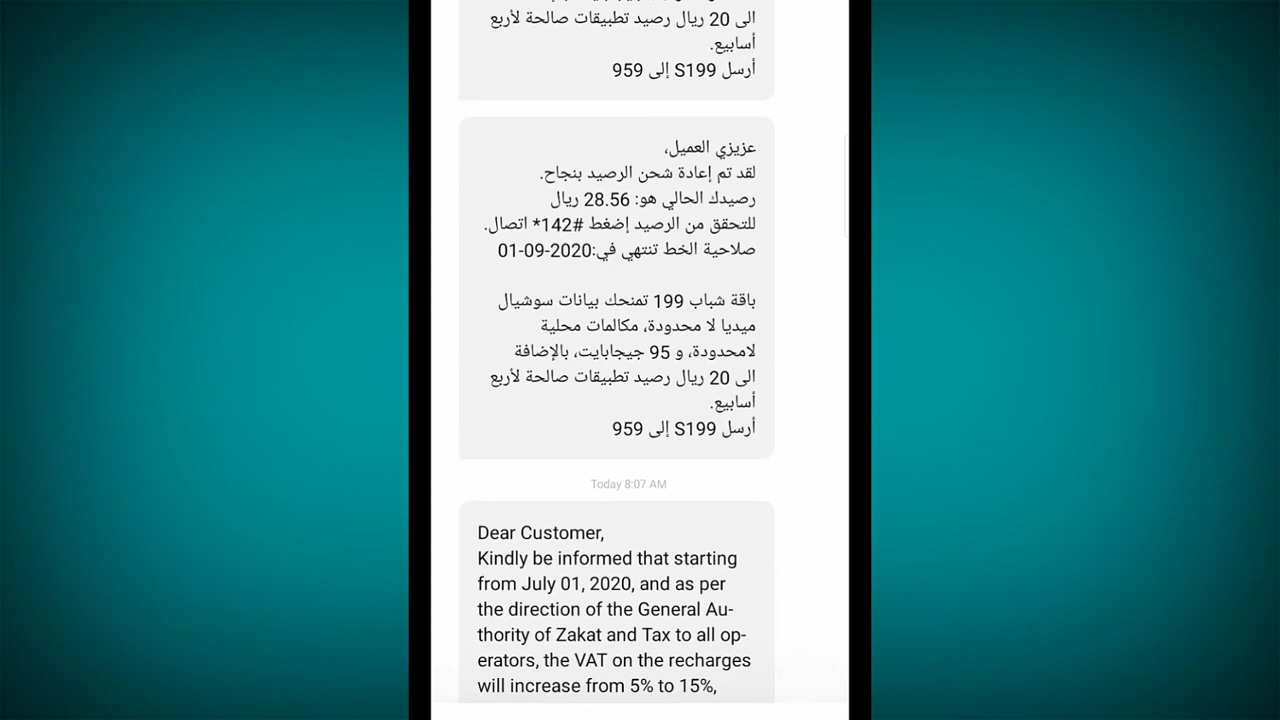 الى 20 ريال رصيد تطبيقات صالحة لأربع
أسابيع.
أرسل S199 إلى 959
عزيزي العميل،
لقد تم إعادة شحن الرصيد بنجاح.
رصيدك الحالي هو: 28.56 ريال
للتحقق من الرصيد إضغط #142* اتصال.
صلاحية الخط تنتهي في:2020-09-01
باقة شباب 199 تمنحك بيانات سوشيال
ميديا لا محدودة، مكالمات محلية
لامحدودة، و 95 جيجابايت، بالإضافة
الى 20 ريال رصيد تطبيقات صالحة لأربع
أسابيع.
أرسل S199 إلى 959
Today 8:07 AM
Dear Customer,
Kindly be informed that starting
from July 01, 2020, and as per
the direction of the General Au-
thority of Zakat and Tax to all op-
erators, the VAT on the recharges
will increase from 5% to 15%,